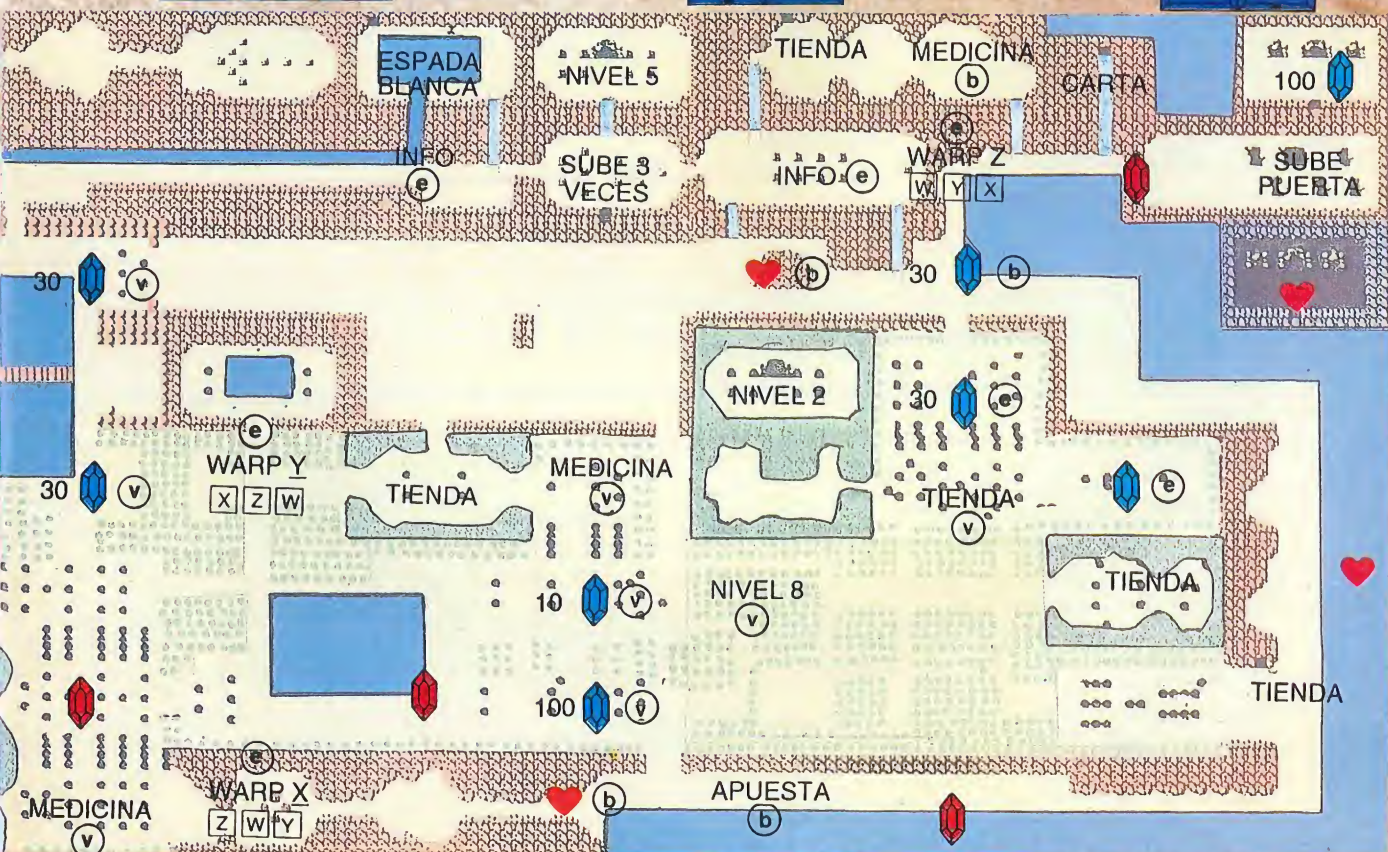 ESPADA
BLANCA
NIVEL 5
TIENDA
MEDICINA
b
CARTA
100
INFO
e
SUBE 3
VECES
INFO e
e
WARP Z
W Y X
SUBE
PUERTA
30 v
b
30 b
NIVEL 2
30 e
e
WARP Y
X Z W
30 v
TIENDA
MEDICINA
v
TIENDA
v
e
10 v
NIVEL 8
v
TIENDA
100 v
TIENDA
e
WARP X
Z W Y
MEDICINA
v
b
APUESTA
b